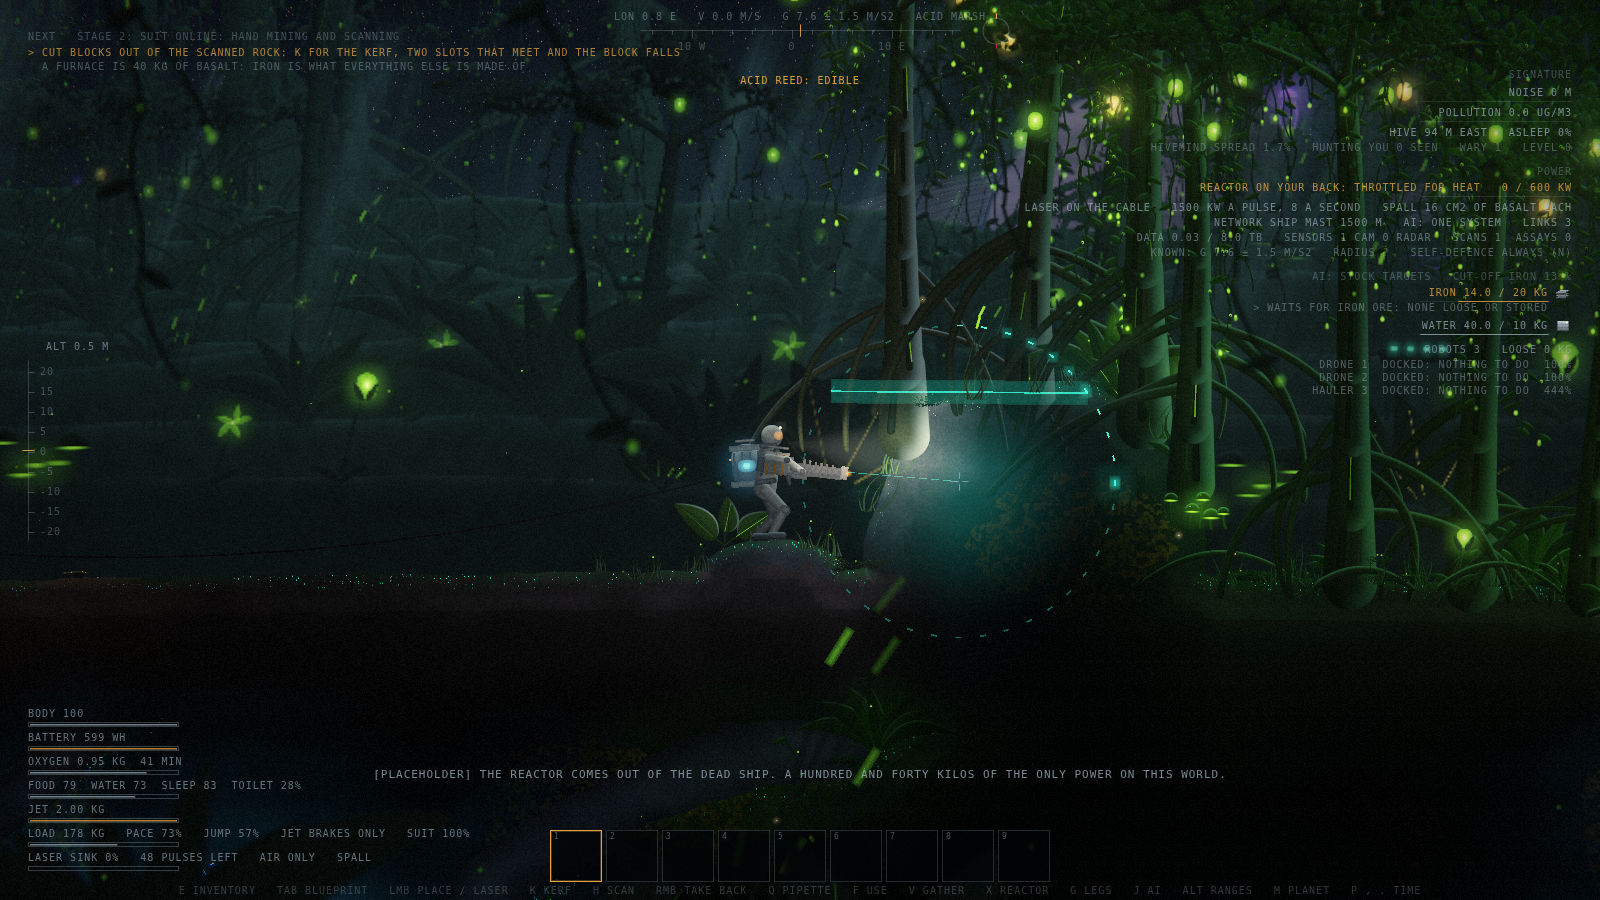 LON 0.8 E   V 0.0 M/S   G 7.6 ± 1.5 M/S2   ACID MARSH
10 W   0   10 E
NEXT   STAGE 2: SUIT ONLINE: HAND MINING AND SCANNING
> CUT BLOCKS OUT OF THE SCANNED ROCK: K FOR THE KERF, TWO SLOTS THAT MEET AND THE BLOCK FALLS
A FURNACE IS 40 KG OF BASALT: IRON IS WHAT EVERYTHING ELSE IS MADE OF
ACID REED: EDIBLE
SIGNATURE
NOISE 0 M
POLLUTION 0.0 UG/M3
HIVE 94 M EAST   ASLEEP 0%
HIVEMIND SPREAD 1.7%   HUNTING YOU 0 SEEN   WARY 1   LEVEL 0
POWER
REACTOR ON YOUR BACK: THROTTLED FOR HEAT   0 / 600 KW
LASER ON THE CABLE   1500 KW A PULSE, 8 A SECOND   SPALL 16 CM2 OF BASALT EACH
NETWORK SHIP MAST 1500 M   AI: ONE SYSTEM   LINKS 3
DATA 0.03 / 8.0 TB   SENSORS 1 CAM 0 RADAR   SCANS 1   ASSAYS 0
KNOWN: G 7.6 ± 1.5 M/S2   RADIUS   SELF-DEFENCE ALWAYS (N)
AI: STOCK TARGETS   CUT-OFF IRON
IRON 14.0 / 20 KG
> WAITS FOR IRON ORE: NONE LOOSE OR STORED
WATER 40.0 / 10 KG
ROBOTS 3   LOOSE 0 KG
DRONE 1   DOCKED: NOTHING TO DO   100%
DRONE 2   DOCKED: NOTHING TO DO   100%
HAULER 3   DOCKED: NOTHING TO DO   444%
ALT 0.5 M
20
15
10
5
0
-5
-10
-15
-20
[PLACEHOLDER] THE REACTOR COMES OUT OF THE DEAD SHIP. A HUNDRED AND FORTY KILOS OF THE ONLY POWER ON THIS WORLD.
BODY 100
BATTERY 599 WH
OXYGEN 0.95 KG   41 MIN
FOOD 79   WATER 73   SLEEP 83   TOILET 28%
JET 2.00 KG
LOAD 178 KG   PACE 73%   JUMP 57%   JET BRAKES ONLY   SUIT 100%
LASER SINK 0%   48 PULSES LEFT   AIR ONLY   SPALL
1 2 3 4 5 6 7 8 9
E INVENTORY   TAB BLUEPRINT   LMB PLACE / LASER   K KERF   H SCAN   RMB TAKE BACK   Q PIPETTE   F USE   V GATHER   X REACTOR   G LEGS   J AI   ALT RANGES   M PLANET   P , . TIME